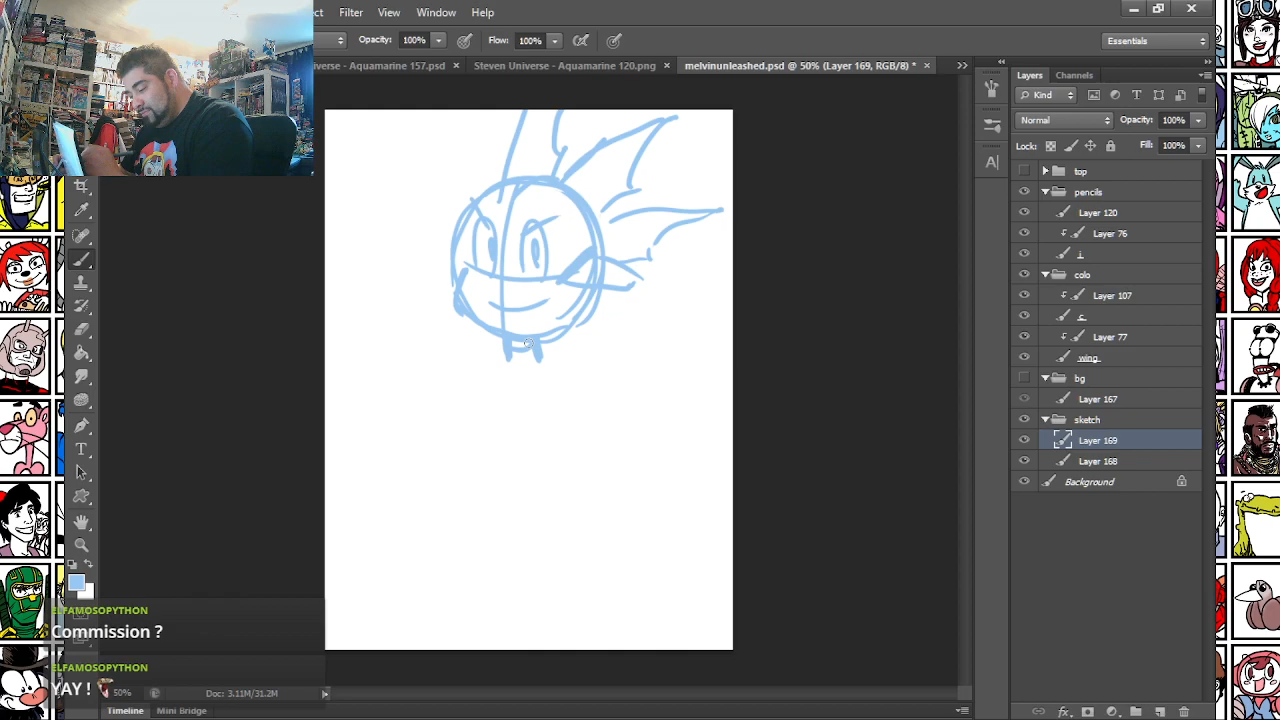 Filter View Window Help
Opacity: 100% Flow: 100% Essentials
Steven Universe - Aquamarine 120.png × melvinunleashed.psd @ 50% (Layer 169, RGB/8) * ×
Aquamarine 157.psd ×
Layers Channels
Kind
Normal Opacity: 100%
Lock: Fill: 100%
top
pencils
Layer 120
Layer 76
colo
Layer 107
c
Layer 77
wing
bg
Layer 167
sketch
Layer 169
Layer 168
Background
ELFAMOSOPYTHON
Commission ?
ELFAMOSOPYTHON
YAY !
50% Doc: 3.11M/31.2M
Timeline Mini Bridge